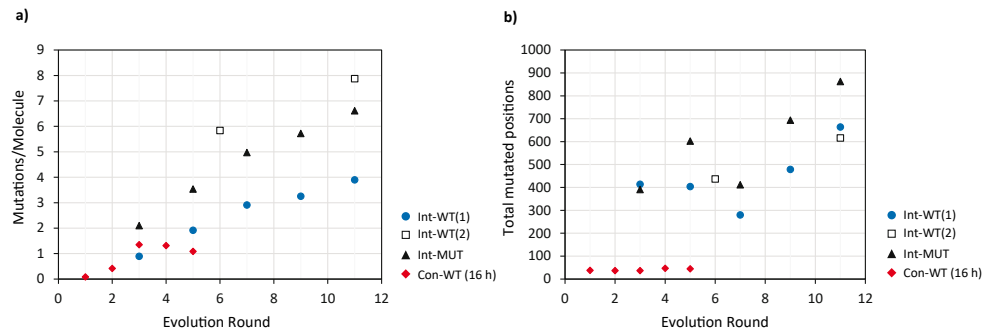 a)
9
8
7
6
5
4
3
2
1
0
0 2 4 6 8 10 12
Mutations/Molecule
Evolution Round
Int-WT(1)
Int-WT(2)
Int-MUT
Con-WT (16 h)
b)
1000
900
800
700
600
500
400
300
200
100
0
0 2 4 6 8 10 12
Total mutated positions
Evolution Round
Int-WT(1)
Int-WT(2)
Int-MUT
Con-WT (16 h)